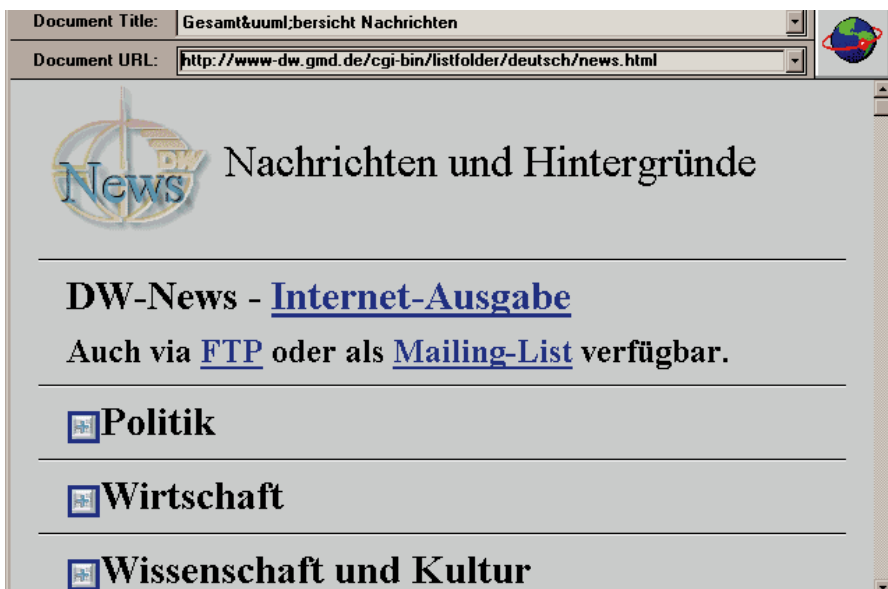 Document Title: Gesamt&uuml;bersicht Nachrichten
Document URL: http://www-dw.gmd.de/cgi-bin/listfolder/deutsch/news.html
DW
News
Nachrichten und Hintergründe
DW-News - Internet-Ausgabe
Auch via FTP oder als Mailing-List verfügbar.
Politik
Wirtschaft
Wissenschaft und Kultur